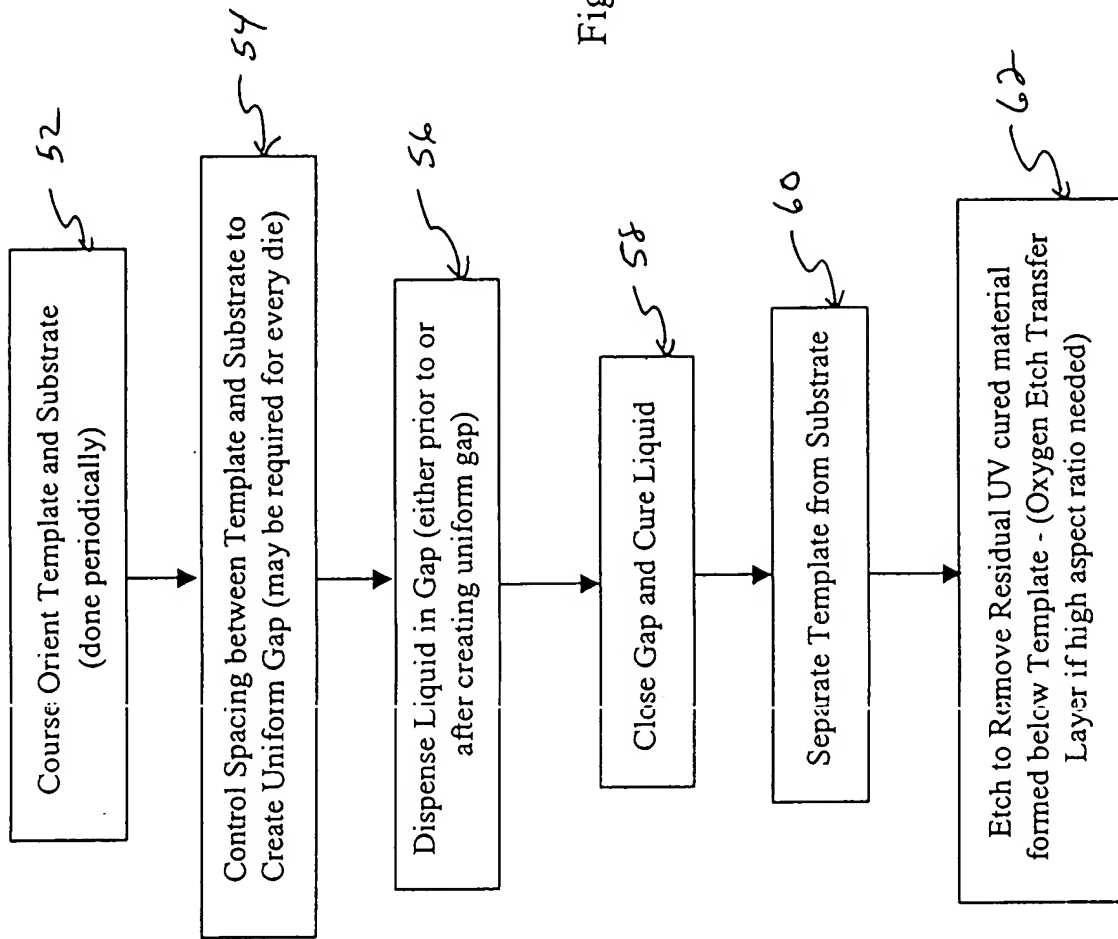 Course Orient Template and Substrate
(done periodically)
52
Control Spacing between Template and Substrate to
Create Uniform Gap (may be required for every die)
54
Dispense Liquid in Gap (either prior to or
after creating uniform gap)
56
Close Gap and Cure Liquid
58
Separate Template from Substrate
60
Etch to Remove Residual UV cured material
formed below Template - (Oxygen Etch Transfer
Layer if high aspect ratio needed)
62
Fig